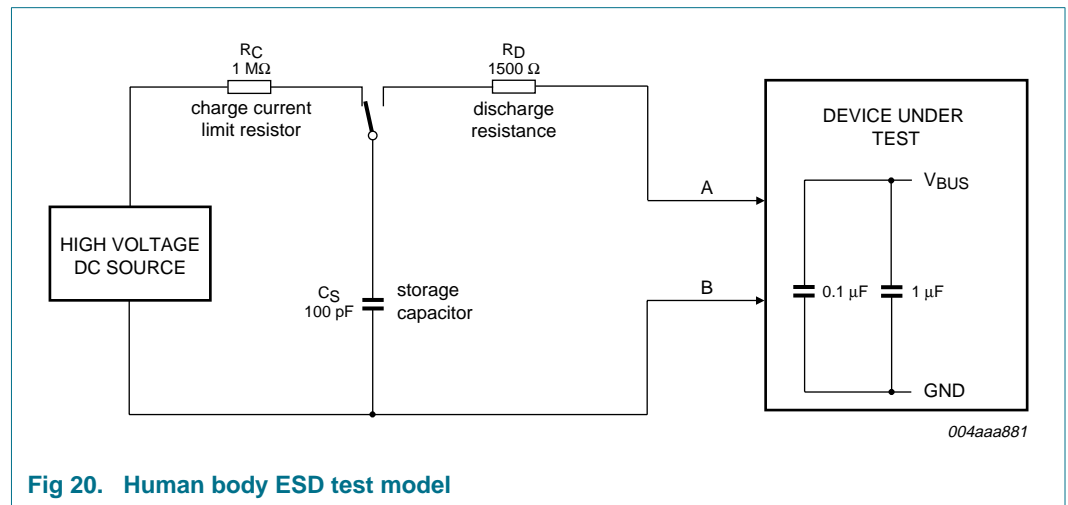 RC
1 MΩ
charge current
limit resistor
RD
1500 Ω
discharge
resistance
DEVICE UNDER
TEST
VBUS
A
HIGH VOLTAGE
DC SOURCE
CS
100 pF
storage
capacitor
B
0.1 μF
1 μF
GND
004aaa881
Fig 20. Human body ESD test model